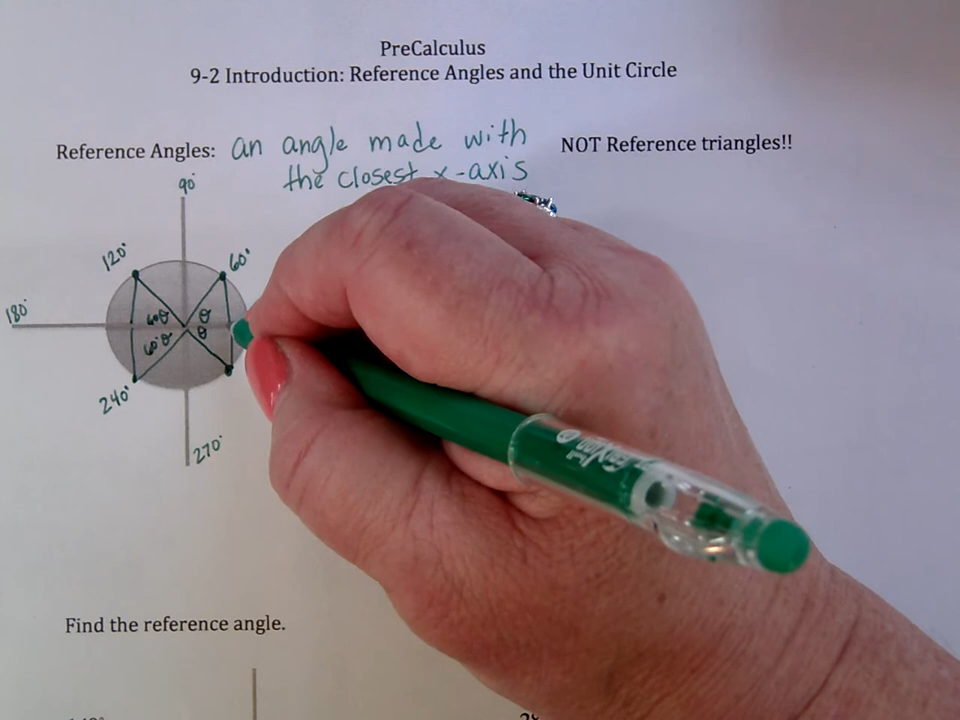 PreCalculus
9-2 Introduction: Reference Angles and the Unit Circle
Reference Angles: an angle made with NOT Reference triangles!!
the closest x-axis
90°
120° 60°
180°
60°θ θ
60°θ θ
240°
270°
Find the reference angle.